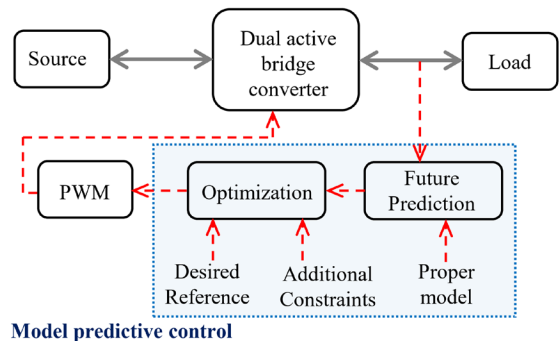 Source
Dual active
bridge
converter
Load
PWM
Optimization
Future
Prediction
Desired
Reference
Additional
Constraints
Proper
model
Model predictive control